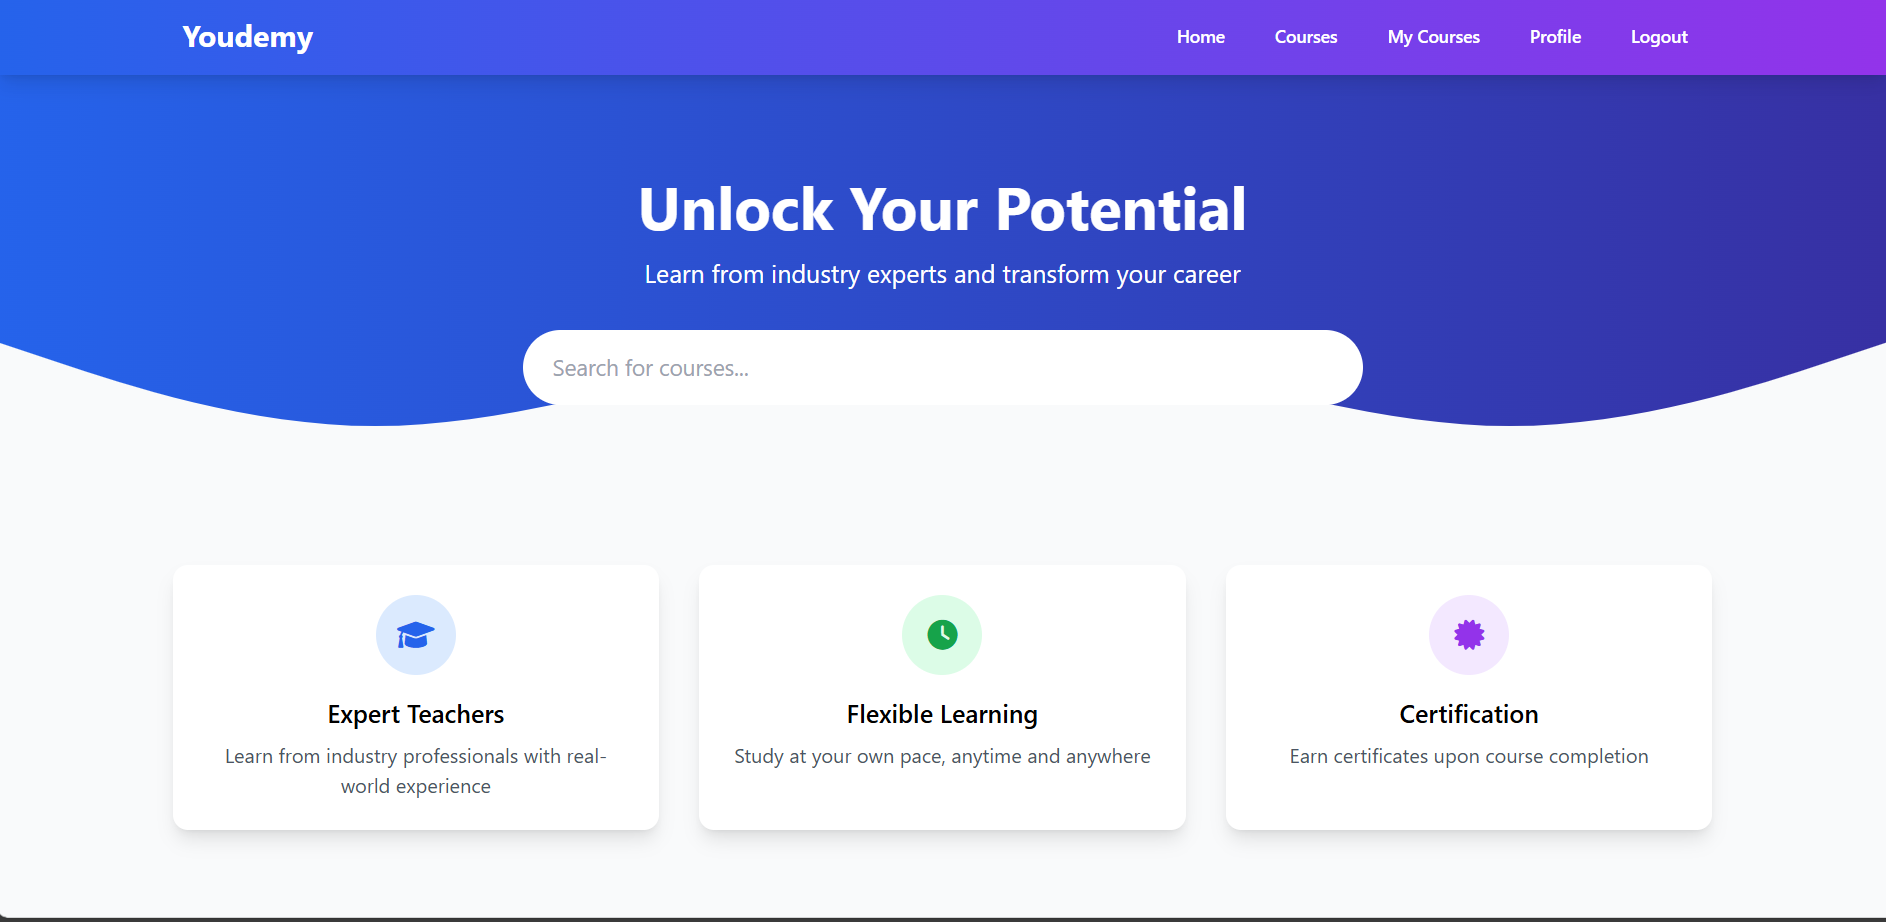 Youdemy
Home Courses My Courses Profile Logout
Unlock Your Potential
Learn from industry experts and transform your career
Search for courses...
Expert Teachers
Learn from industry professionals with real-
world experience
Flexible Learning
Study at your own pace, anytime and anywhere
Certification
Earn certificates upon course completion